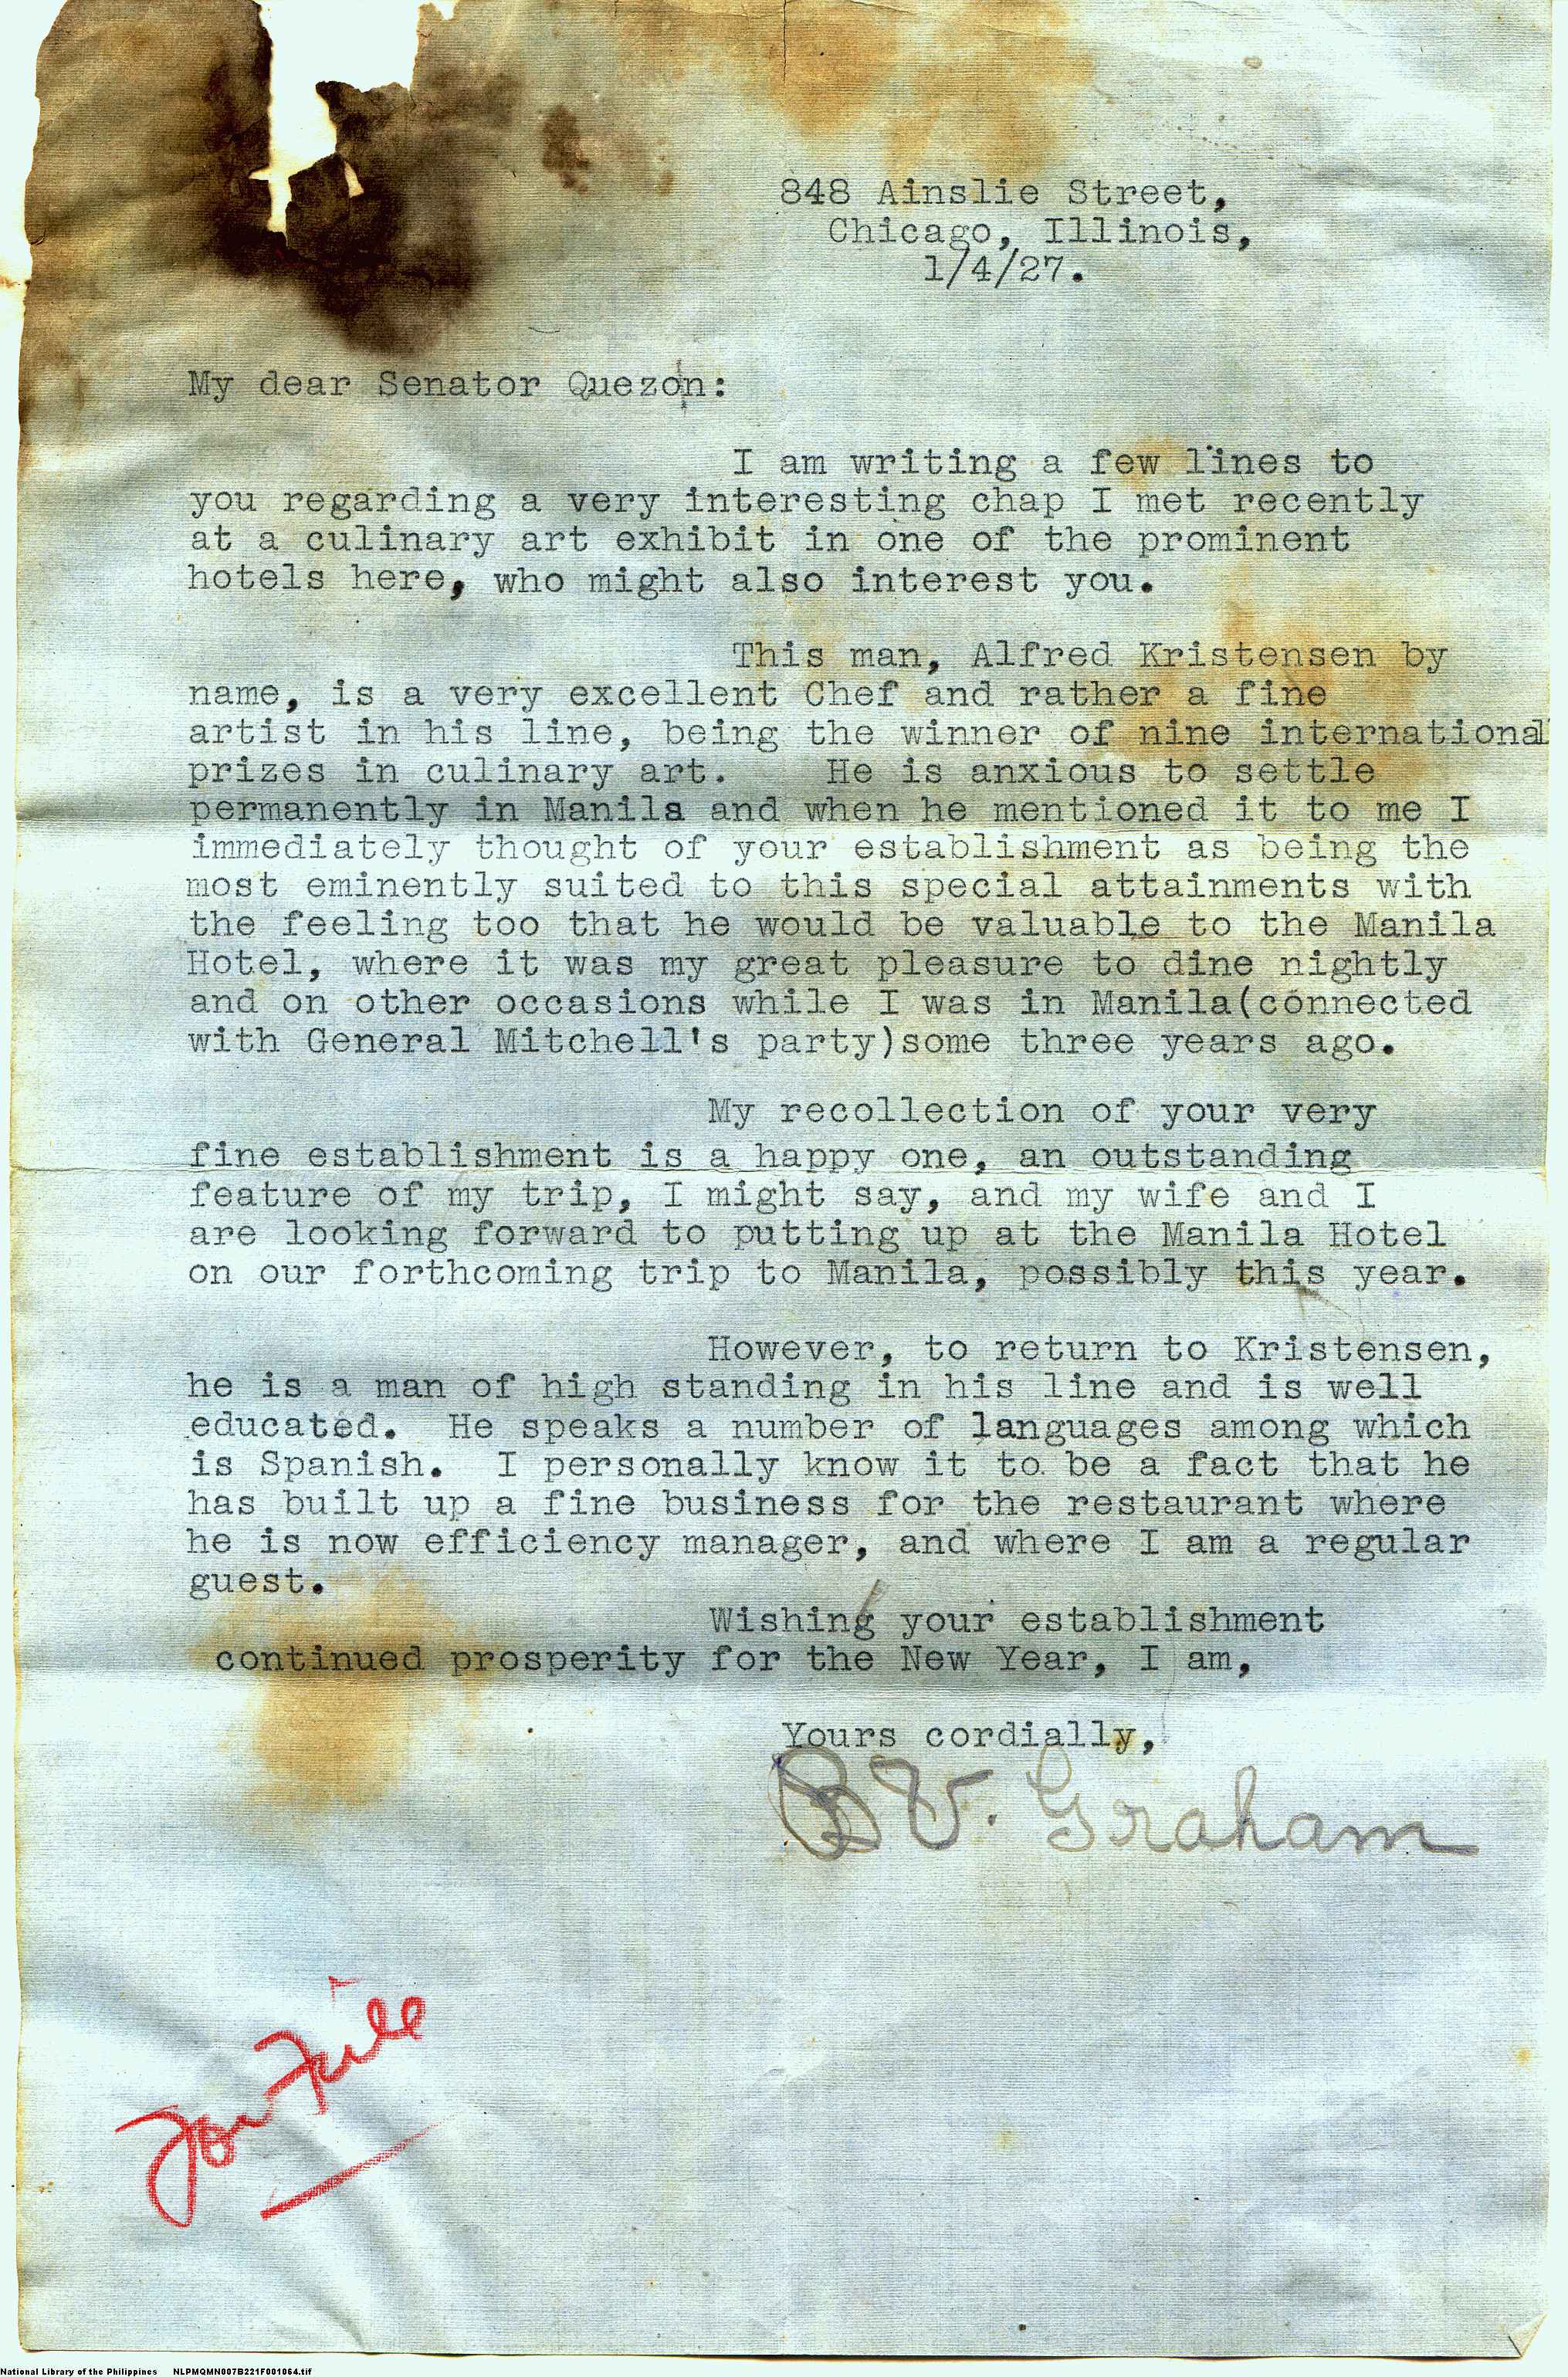 848 Ainslie Street,
Chicago, Illinois,
1/4/27.
My dear Senator Quezon:
I am writing a few lines to
you regarding a very interesting chap I met recently
at a culinary art exhibit in one of the prominent
hotels here, who might also interest you.
This man, Alfred Kristensen by
name, is a very excellent Chef and rather a fine
artist in his line, being the winner of nine international
prizes in culinary art. He is anxious to settle
permanently in Manila and when he mentioned it to me I
immediately thought of your establishment as being the
most eminently suited to this special attainments with
the feeling too that he would be valuable to the Manila
Hotel, where it was my great pleasure to dine nightly
and on other occasions while I was in Manila(connected
with General Mitchell's party)some three years ago.
My recollection of your very
fine establishment is a happy one, an outstanding
feature of my trip, I might say, and my wife and I
are looking forward to putting up at the Manila Hotel
on our forthcoming trip to Manila, possibly this year.
However, to return to Kristensen,
he is a man of high standing in his line and is well
educated. He speaks a number of languages among which
is Spanish. I personally know it to be a fact that he
has built up a fine business for the restaurant where
he is now efficiency manager, and where I am a regular
guest.
Wishing your establishment
continued prosperity for the New Year, I am,
Yours cordially,
B V. Graham
for File
National Library of the Philippines NLPMQMN007B221F001064.tif